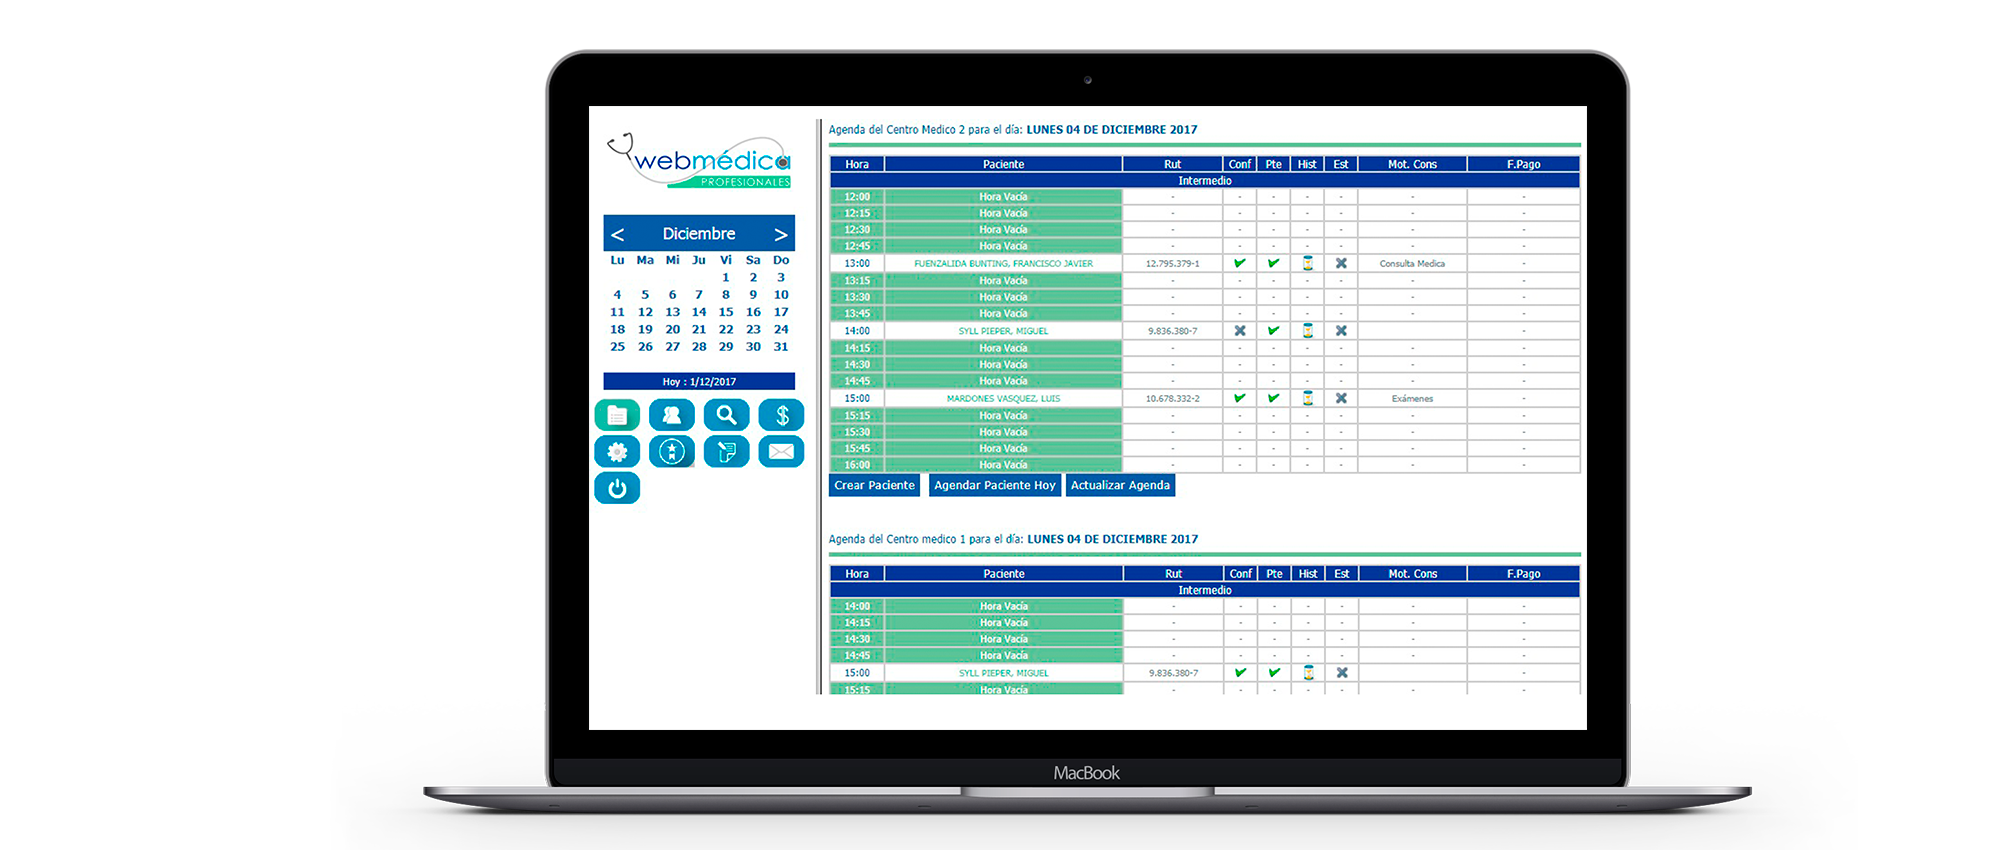 webmédica
PROFESIONALES
< Diciembre >
Lu Ma Mi Ju Vi Sa Do
1 2 3
4 5 6 7 8 9 10
11 12 13 14 15 16 17
18 19 20 21 22 23 24
25 26 27 28 29 30 31
Hoy : 1/12/2017
$
Agenda del Centro Medico 2 para el día: LUNES 04 DE DICIEMBRE 2017
Hora Paciente Rut Conf Pte Hist Est Mot. Cons F.Pago
Intermedio
12:00 Hora Vacía - - - - - - -
12:15 Hora Vacía - - - - - - -
12:30 Hora Vacía - - - - - - -
12:45 Hora Vacía - - - - - - -
13:00 FUENZALIDA BUNTING, FRANCISCO JAVIER 12.795.379-1 Consulta Medica -
13:15 Hora Vacía - - - - - - -
13:30 Hora Vacía - - - - - - -
13:45 Hora Vacía - - - - - - -
14:00 SYLL PIEPER, MIGUEL 9.836.380-7 -
14:15 Hora Vacía - - - - - - -
14:30 Hora Vacía - - - - - - -
14:45 Hora Vacía - - - - - - -
15:00 MARDONES VASQUEZ, LUIS 10.678.332-2 Exámenes -
15:15 Hora Vacía - - - - - - -
15:30 Hora Vacía - - - - - - -
15:45 Hora Vacía - - - - - - -
16:00 Hora Vacía - - - - - - -
Crear Paciente Agendar Paciente Hoy Actualizar Agenda
Agenda del Centro medico 1 para el día: LUNES 04 DE DICIEMBRE 2017
Hora Paciente Rut Conf Pte Hist Est Mot. Cons F.Pago
Intermedio
14:00 Hora Vacía - - - - - - -
14:15 Hora Vacía - - - - - - -
14:30 Hora Vacía - - - - - - -
14:45 Hora Vacía - - - - - - -
15:00 SYLL PIEPER, MIGUEL 9.836.380-7 -
15:15 Hora Vacía - - - - - - -
MacBook